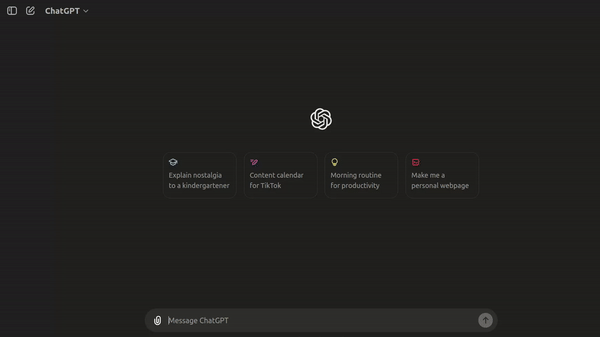 ChatGPT
Explain nostalgia
to a kindergartener
Content calendar
for TikTok
Morning routine
for productivity
Make me a
personal webpage
Message ChatGPT